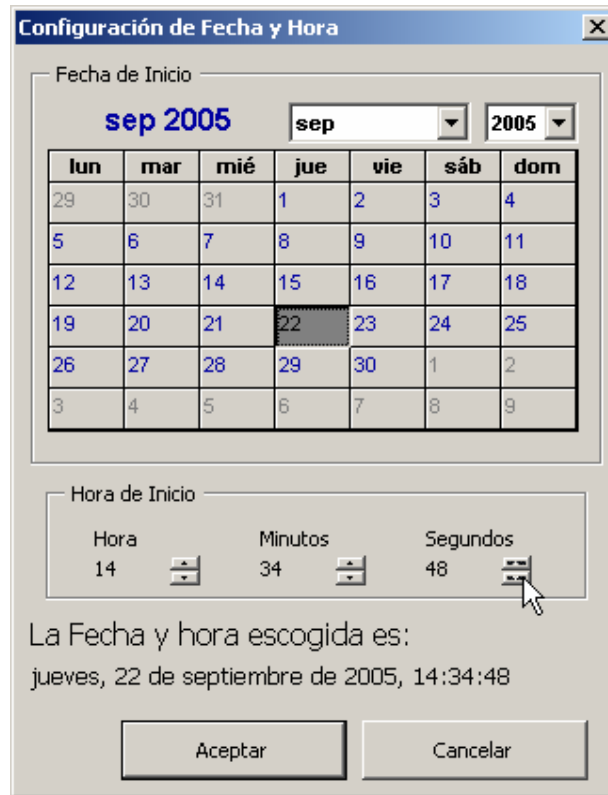 Configuración de Fecha y Hora
Fecha de Inicio
sep 2005 sep 2005
lun mar mié jue vie sáb dom
29 30 31 1 2 3 4
5 6 7 8 9 10 11
12 13 14 15 16 17 18
19 20 21 22 23 24 25
26 27 28 29 30 1 2
3 4 5 6 7 8 9
Hora de Inicio
Hora Minutos Segundos
14 34 48
La Fecha y hora escogida es:
jueves, 22 de septiembre de 2005, 14:34:48
Aceptar Cancelar